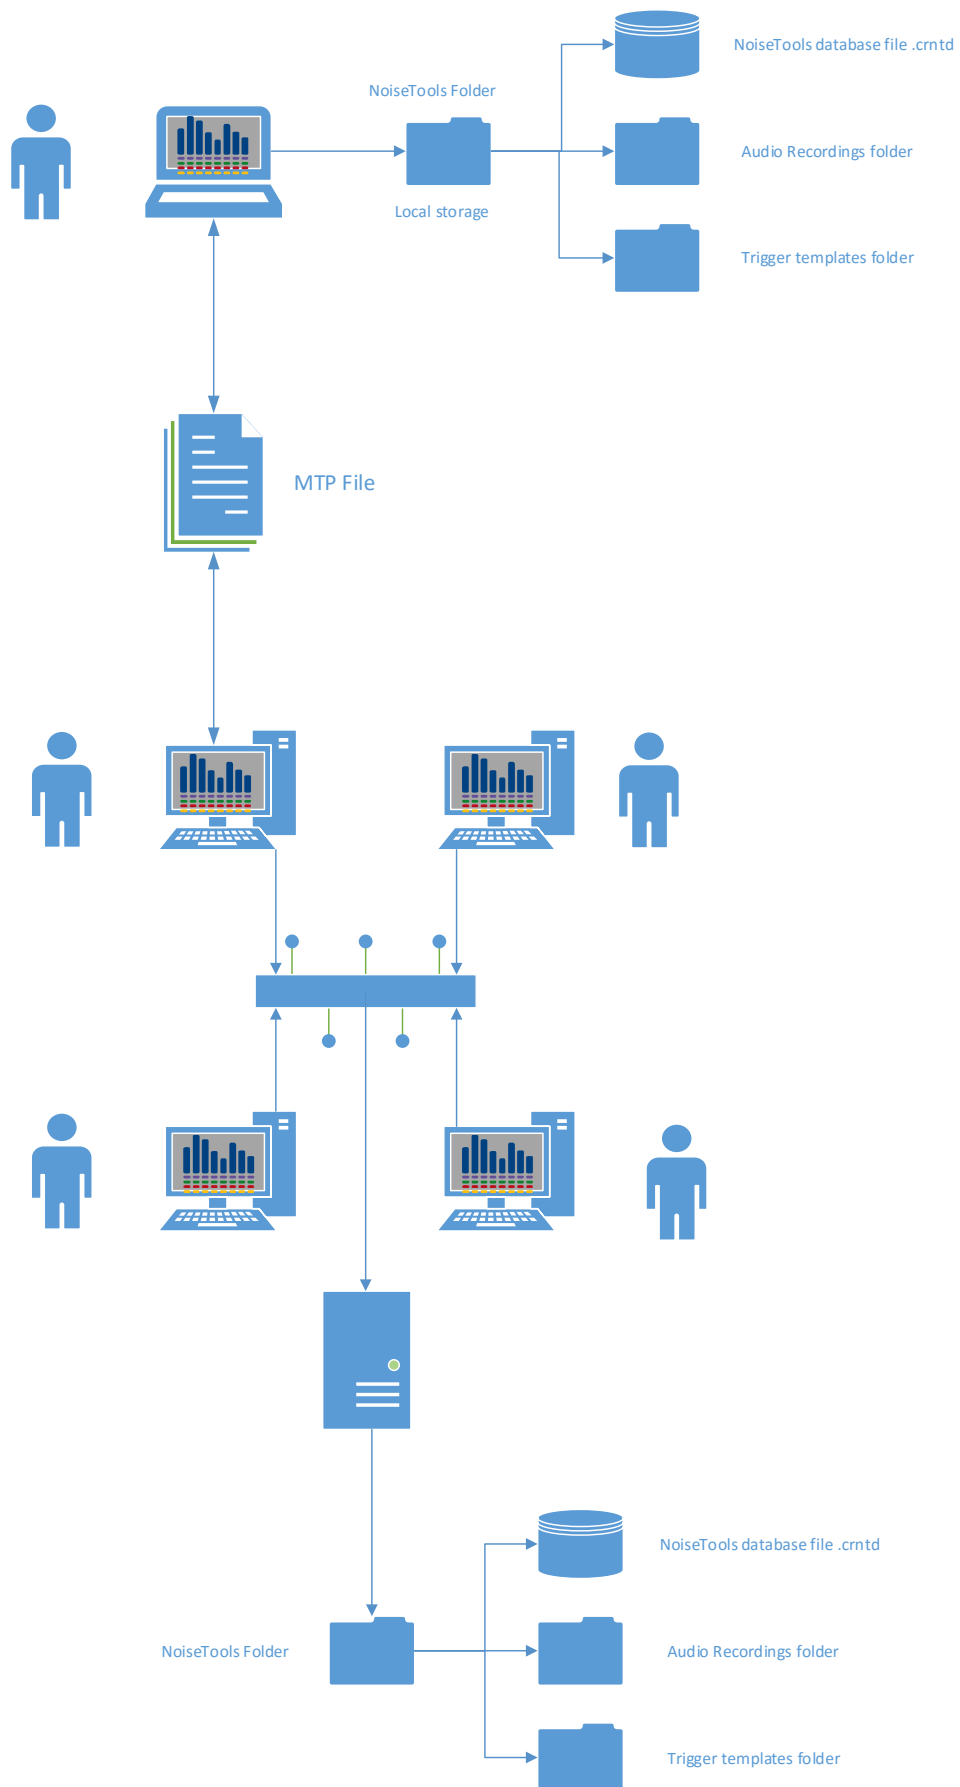 NoiseTools database file .crntd
NoiseTools Folder
Audio Recordings folder
Local storage
Trigger templates folder
MTP File
NoiseTools database file .crntd
NoiseTools Folder
Audio Recordings folder
Trigger templates folder